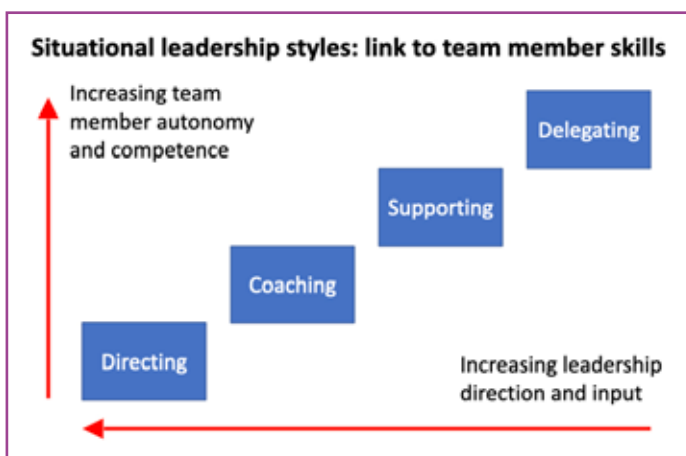 Situational leadership styles: link to team member skills
Increasing team
member autonomy
and competence
Delegating
Supporting
Coaching
Directing
Increasing leadership
direction and input